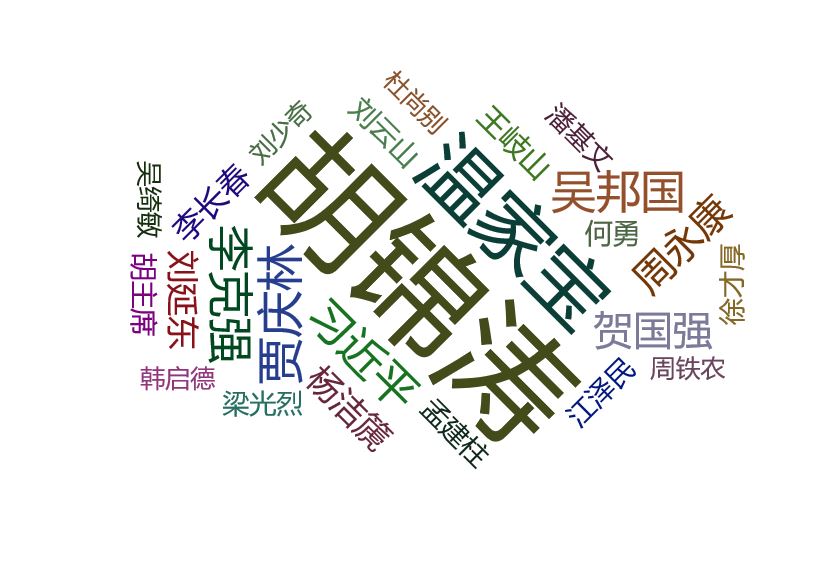 胡锦涛
温家宝
吴邦国
贾庆林
李克强
习近平
周永康
贺国强
李长春
刘延东
杨洁篪
王岐山
刘云山
杜尚别
潘基文
刘少奇
何勇
徐才厚
周铁农
江泽民
孟建柱
梁光烈
韩启德
胡主席
吴绮敏